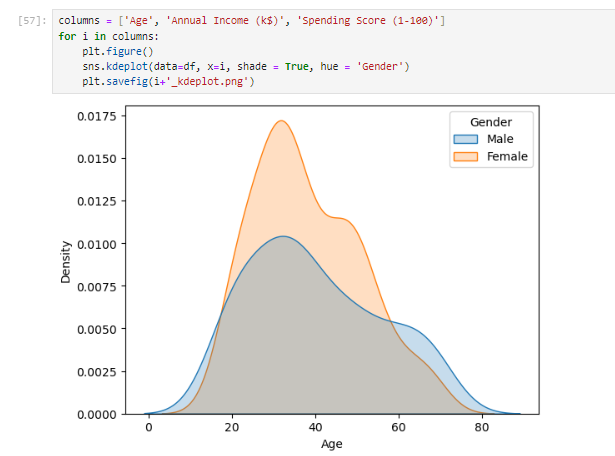 [57]: columns = ['Age', 'Annual Income (k$)', 'Spending Score (1-100)']
for i in columns:
    plt.figure()
    sns.kdeplot(data=df, x=i, shade = True, hue = 'Gender')
    plt.savefig(i+'_kdeplot.png')
Gender
Male
Female
0.0175
0.0150
0.0125
0.0100
0.0075
0.0050
0.0025
0.0000
Density
0 20 40 60 80
Age